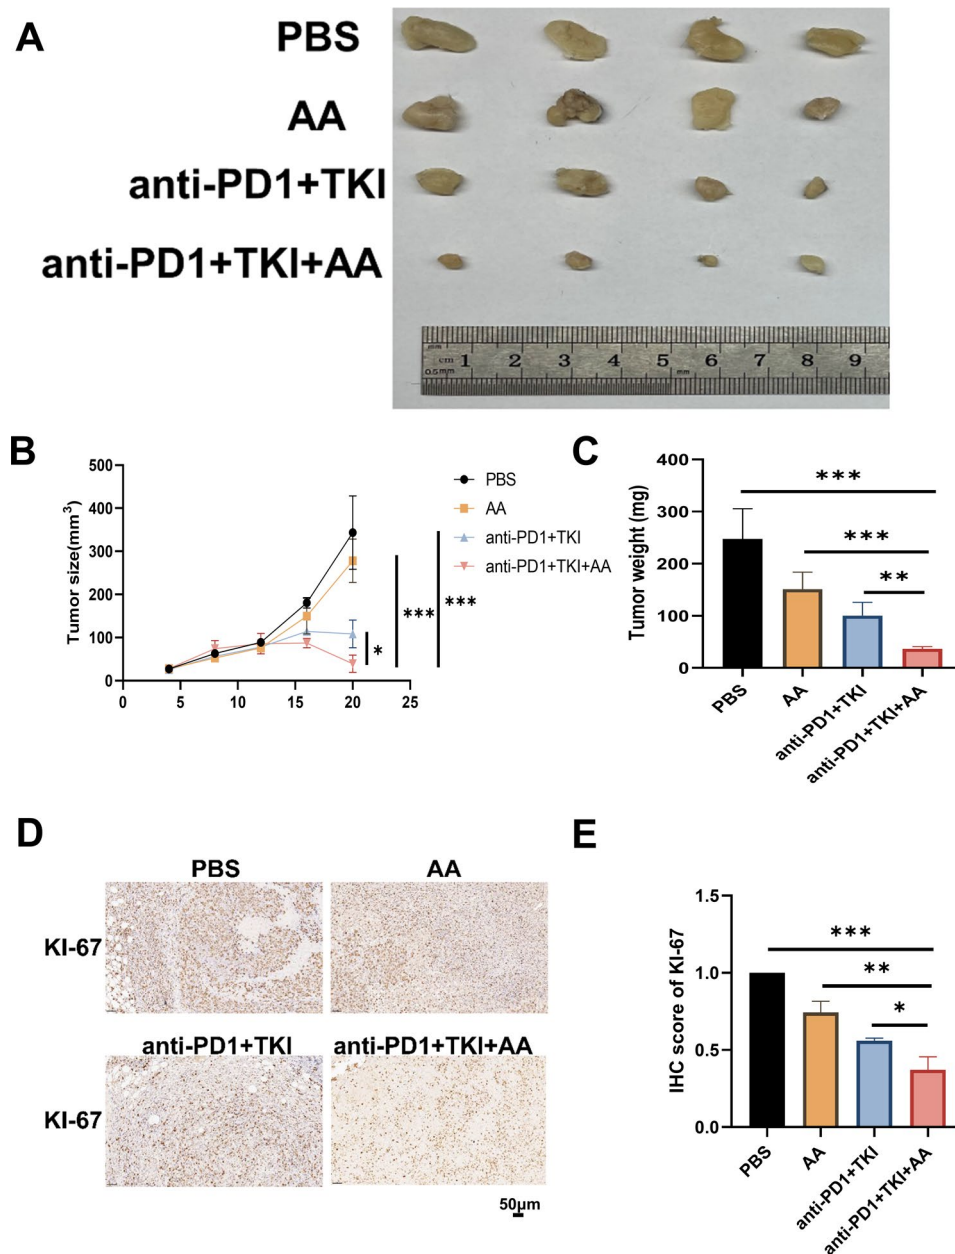 A
PBS
AA
anti-PD1+TKI
anti-PD1+TKI+AA
mm
cm 1 2 3 4 5 6 7 8 9
0.5mm
mm
B
Tumor size(mm³)
500
400
300
200
100
0
0 5 10 15 20 25
PBS
AA
anti-PD1+TKI
anti-PD1+TKI+AA
*
***
***
C
Tumor weight (mg)
400
300
200
100
0
***
***
**
PBS
AA
anti-PD1+TKI
anti-PD1+TKI+AA
D
PBS AA
KI-67
anti-PD1+TKI anti-PD1+TKI+AA
KI-67
50μm
E
IHC score of KI-67
1.5
1.0
0.5
0.0
***
**
*
PBS
AA
anti-PD1+TKI
anti-PD1+TKI+AA